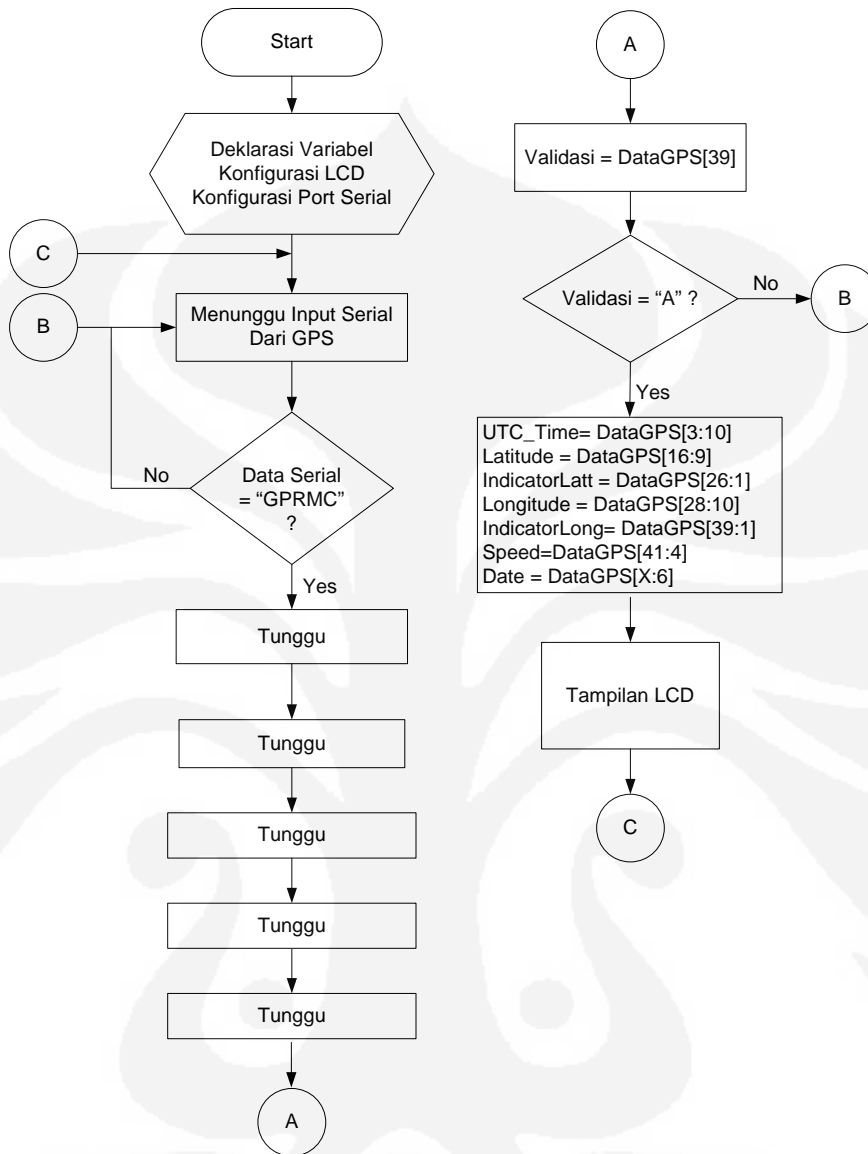 Start
Deklarasi Variabel
Konfigurasi LCD
Konfigurasi Port Serial
C
B
Menunggu Input Serial
Dari GPS
No
Data Serial
= “GPRMC”
?
Yes
Tunggu
Tunggu
Tunggu
Tunggu
Tunggu
A
A
Validasi = DataGPS[39]
Validasi = “A” ?
No
B
Yes
UTC_Time= DataGPS[3:10]
Latitude = DataGPS[16:9]
IndicatorLatt = DataGPS[26:1]
Longitude = DataGPS[28:10]
IndicatorLong= DataGPS[39:1]
Speed=DataGPS[41:4]
Date = DataGPS[X:6]
Tampilan LCD
C